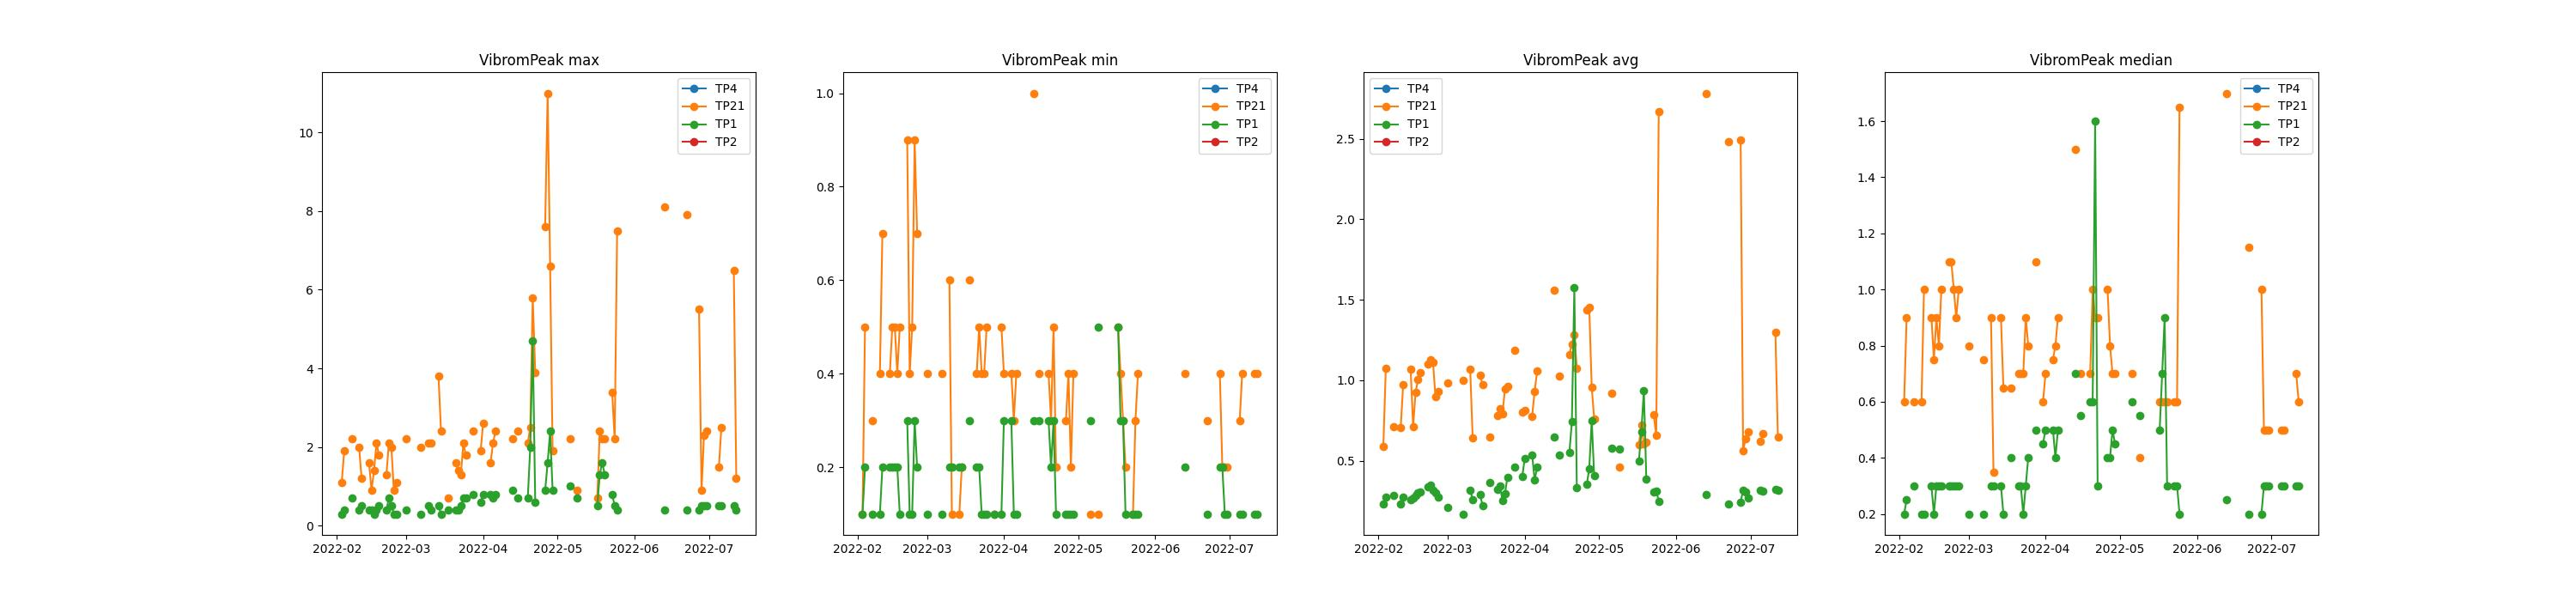 VibromPeak max
TP4
TP21
TP1
TP2
10
8
6
4
2
0
2022-02 2022-03 2022-04 2022-05 2022-06 2022-07
VibromPeak min
TP4
TP21
TP1
TP2
1.0
0.8
0.6
0.4
0.2
2022-02 2022-03 2022-04 2022-05 2022-06 2022-07
VibromPeak avg
TP4
TP21
TP1
TP2
2.5
2.0
1.5
1.0
0.5
2022-02 2022-03 2022-04 2022-05 2022-06 2022-07
VibromPeak median
TP4
TP21
TP1
TP2
1.6
1.4
1.2
1.0
0.8
0.6
0.4
0.2
2022-02 2022-03 2022-04 2022-05 2022-06 2022-07